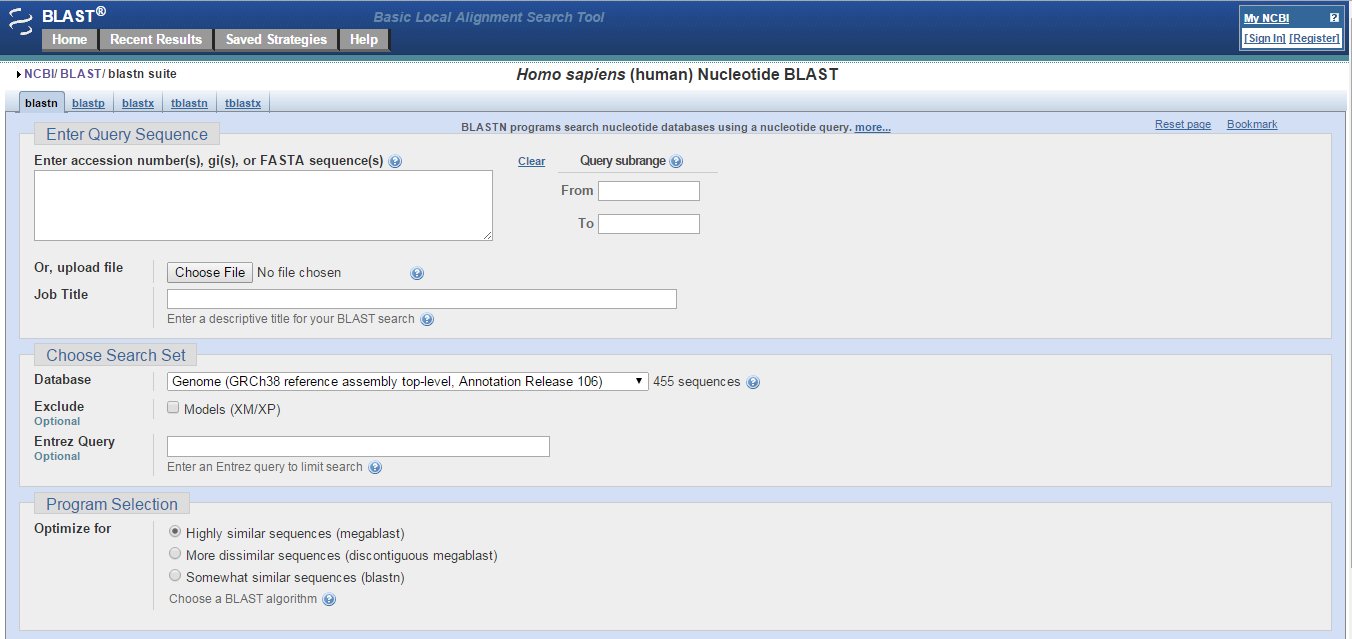 BLAST® Basic Local Alignment Search Tool
My NCBI ?
[Sign In] [Register]
Home Recent Results Saved Strategies Help
NCBI/ BLAST/ blastn suite
Homo sapiens (human) Nucleotide BLAST
blastn blastp blastx tblastn tblastx
Enter Query Sequence
BLASTN programs search nucleotide databases using a nucleotide query. more...
Reset page Bookmark
Enter accession number(s), gi(s), or FASTA sequence(s) ?
Clear
Query subrange ?
From
To
Or, upload file Choose File No file chosen ?
Job Title
Enter a descriptive title for your BLAST search ?
Choose Search Set
Database Genome (GRCh38 reference assembly top-level, Annotation Release 106) 455 sequences ?
Exclude Models (XM/XP)
Optional
Entrez Query
Optional
Enter an Entrez query to limit search ?
Program Selection
Optimize for Highly similar sequences (megablast)
More dissimilar sequences (discontiguous megablast)
Somewhat similar sequences (blastn)
Choose a BLAST algorithm ?